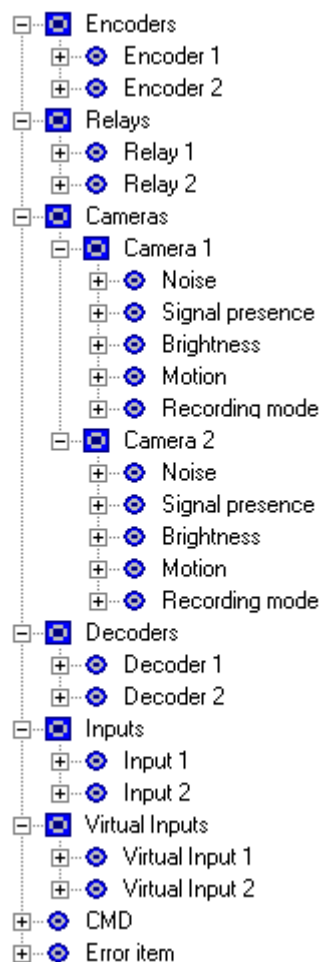 Encoders
Encoder 1
Encoder 2
Relays
Relay 1
Relay 2
Cameras
Camera 1
Noise
Signal presence
Brightness
Motion
Recording mode
Camera 2
Noise
Signal presence
Brightness
Motion
Recording mode
Decoders
Decoder 1
Decoder 2
Inputs
Input 1
Input 2
Virtual Inputs
Virtual Input 1
Virtual Input 2
CMD
Error item